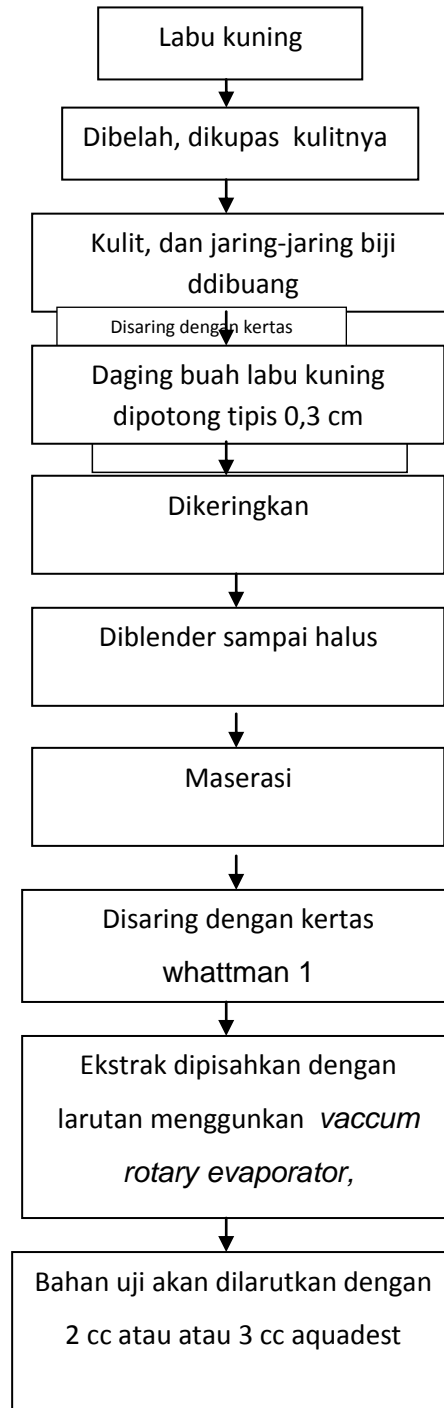 Labu kuning
Dibelah, dikupas  kulitnya
Kulit, dan jaring-jaring biji
ddibuang
Disaring dengan kertas
Daging buah labu kuning
dipotong tipis 0,3 cm
Dikeringkan
Diblender sampai halus
Maserasi
Disaring dengan kertas
whattman 1
Ekstrak dipisahkan dengan
larutan menggunkan  vaccum
rotary evaporator,
Bahan uji akan dilarutkan dengan
2 cc atau atau 3 cc aquadest